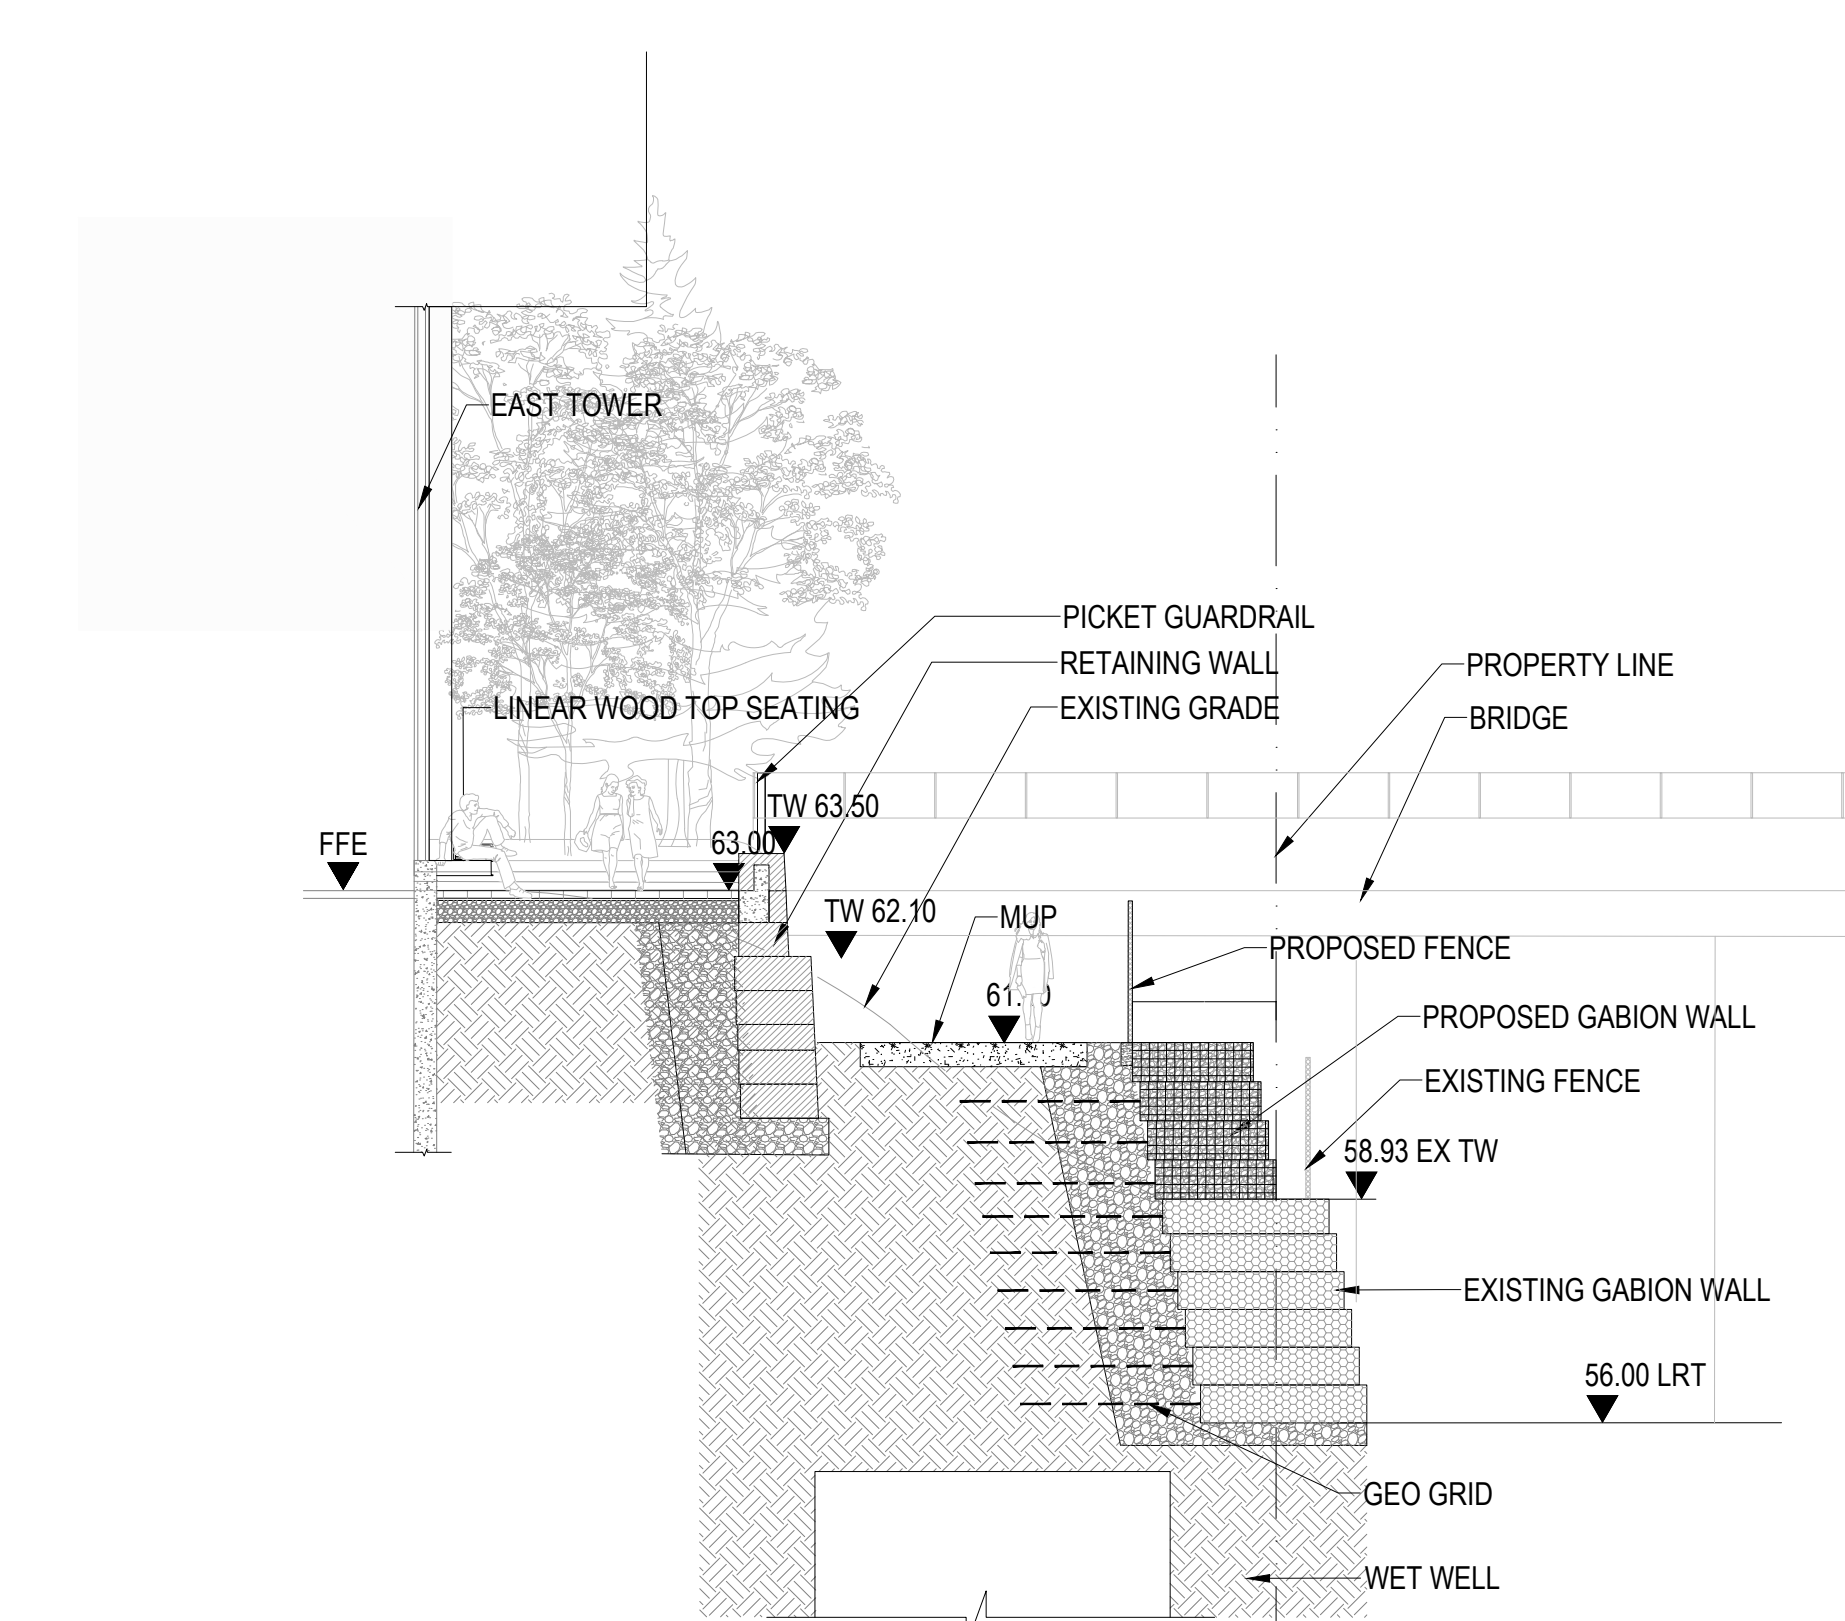 EAST TOWER
PICKET GUARDRAIL
RETAINING WALL
PROPERTY LINE
LINEAR WOOD TOP SEATING
EXISTING GRADE
BRIDGE
TW 63.50
FFE
63.00
TW 62.10
MUP
PROPOSED FENCE
PROPOSED GABION WALL
EXISTING FENCE
58.93 EX TW
EXISTING GABION WALL
56.00 LRT
GEO GRID
WET WELL